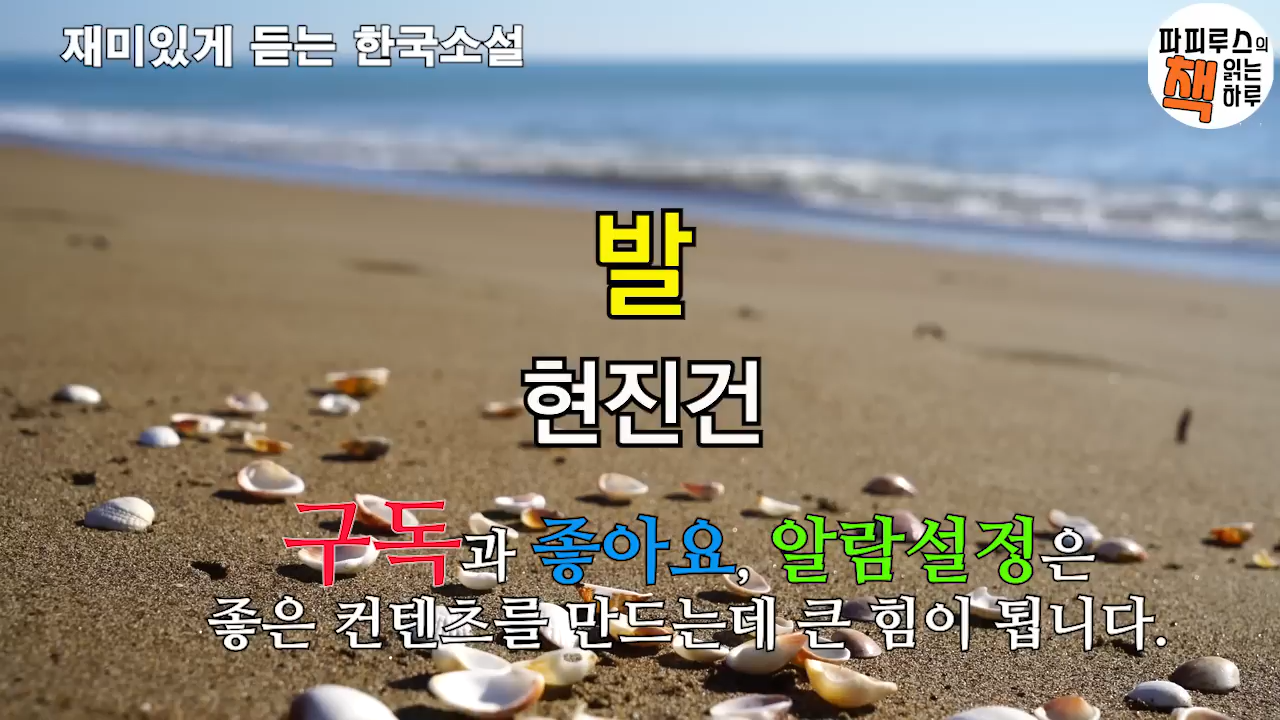 재미있게 듣는 한국소설
파피루스의
책 읽는
하루
발
현진건
구독과 좋아요, 알람설정은
좋은 컨텐츠를 만드는데 큰 힘이 됩니다.